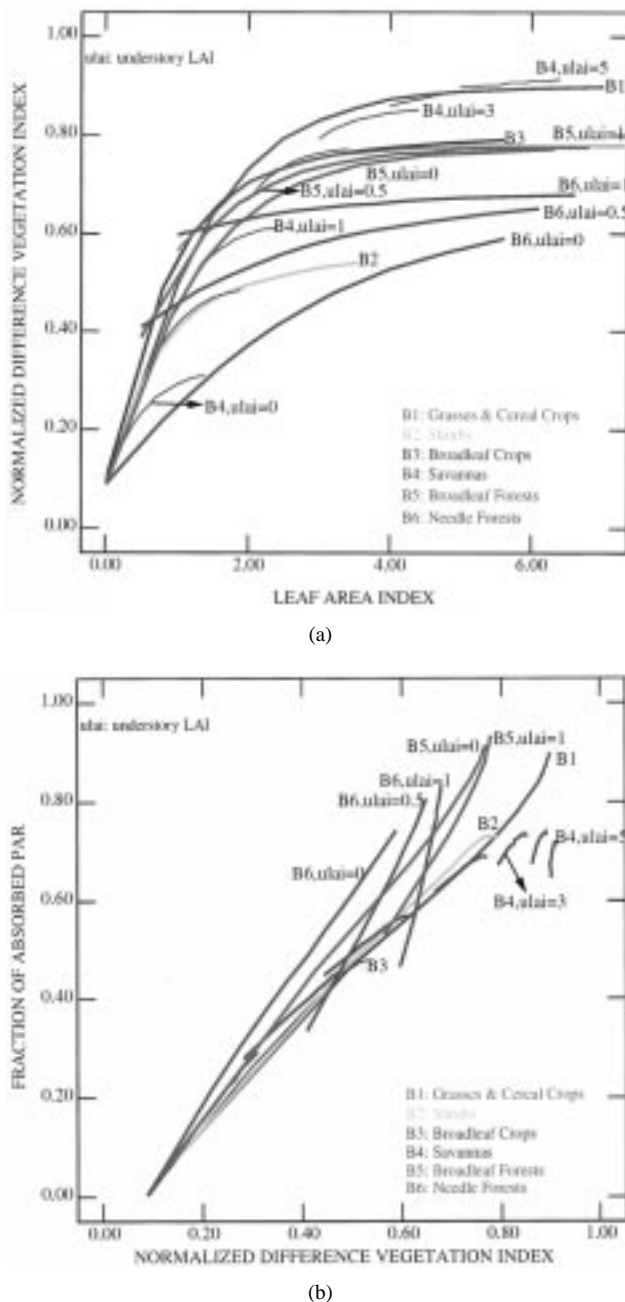 NORMALIZED DIFFERENCE VEGETATION INDEX
ulai: understory LAI
0.80
0.60
0.40
0.20
0.00
B4,ulai=5
B1
B4,ulai=3
B3
B5,ulai=1
B5,ulai=0
B5,ulai=0.5
B6,ulai=1
B6,ulai=0.5
B4,ulai=1
B6,ulai=0
B2
B4,ulai=0
B1: Grasses & Cereal Crops
B2: Shrubs
B3: Broadleaf Crops
B4: Savannas
B5: Broadleaf Forests
B6: Needle Forests
0.00
2.00
4.00
6.00
LEAF AREA INDEX
(a)
FRACTION OF ABSORBED PAR
1.00
0.80
0.60
0.40
0.20
0.00
ulai: understory LAI
B5,ulai=0
B5,ulai=1
B1
B6,ulai=1
B6,ulai=0.5
B2
B4,ulai=5
B6,ulai=0
B4,ulai=3
B3
B1: Grasses & Cereal Crops
B2: Shrubs
B3: Broadleaf Crops
B4: Savannas
B5: Broadleaf Forests
B6: Needle Forests
0.00
0.20
0.40
0.60
0.80
1.00
NORMALIZED DIFFERENCE VEGETATION INDEX
(b)